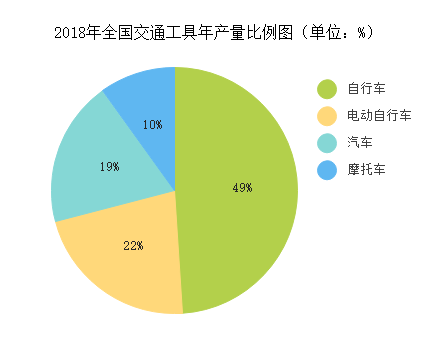 2018年全国交通工具年产量比例图（单位：%）
自行车
电动自行车
汽车
摩托车
10%
19%
49%
22%